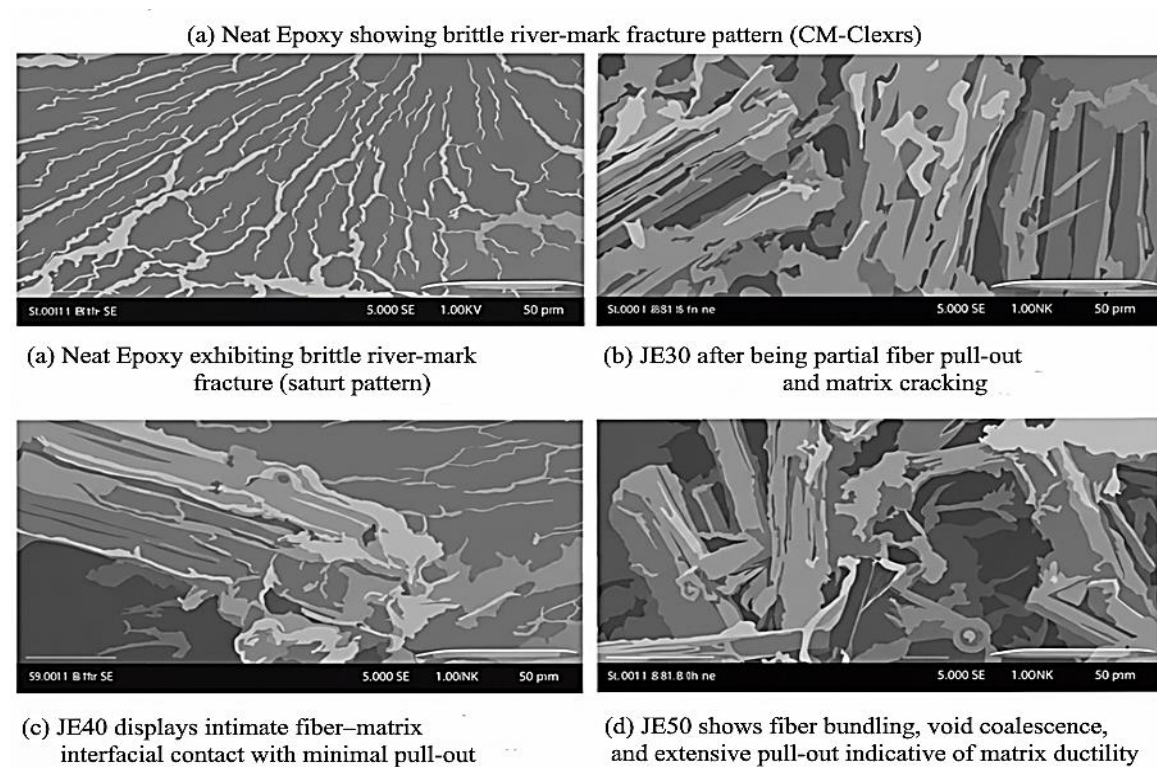 (a) Neat Epoxy showing brittle river-mark fracture pattern (CM-Clexrs)
5.000 SE 1.00KV 50 prm
5.000 SE 1.00NK 50 prm
(a) Neat Epoxy exhibiting brittle river-mark
fracture (saturt pattern)
(b) JE30 after being partial fiber pull-out
and matrix cracking
5.000 SE 1.00NK 50 prm
5.000 SE 1.00NK 50 prm
(c) JE40 displays intimate fiber–matrix
interfacial contact with minimal pull-out
(d) JE50 shows fiber bundling, void coalescence,
and extensive pull-out indicative of matrix ductility